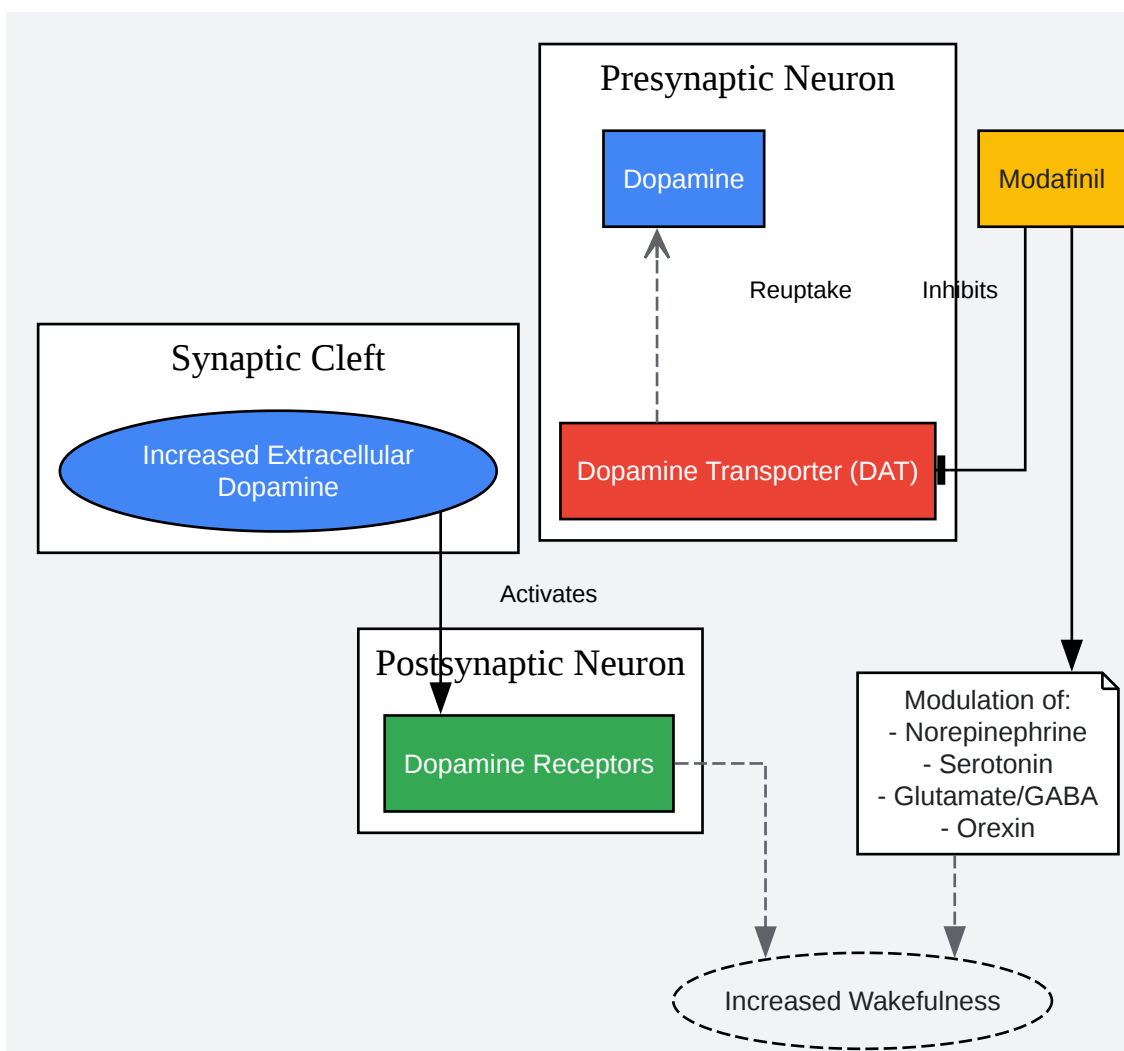 Presynaptic Neuron
Dopamine
Modafinil
Reuptake
Inhibits
Synaptic Cleft
Increased Extracellular
Dopamine
Dopamine Transporter (DAT)
Activates
Postsynaptic Neuron
Dopamine Receptors
Modulation of:
- Norepinephrine
- Serotonin
- Glutamate/GABA
- Orexin
Increased Wakefulness